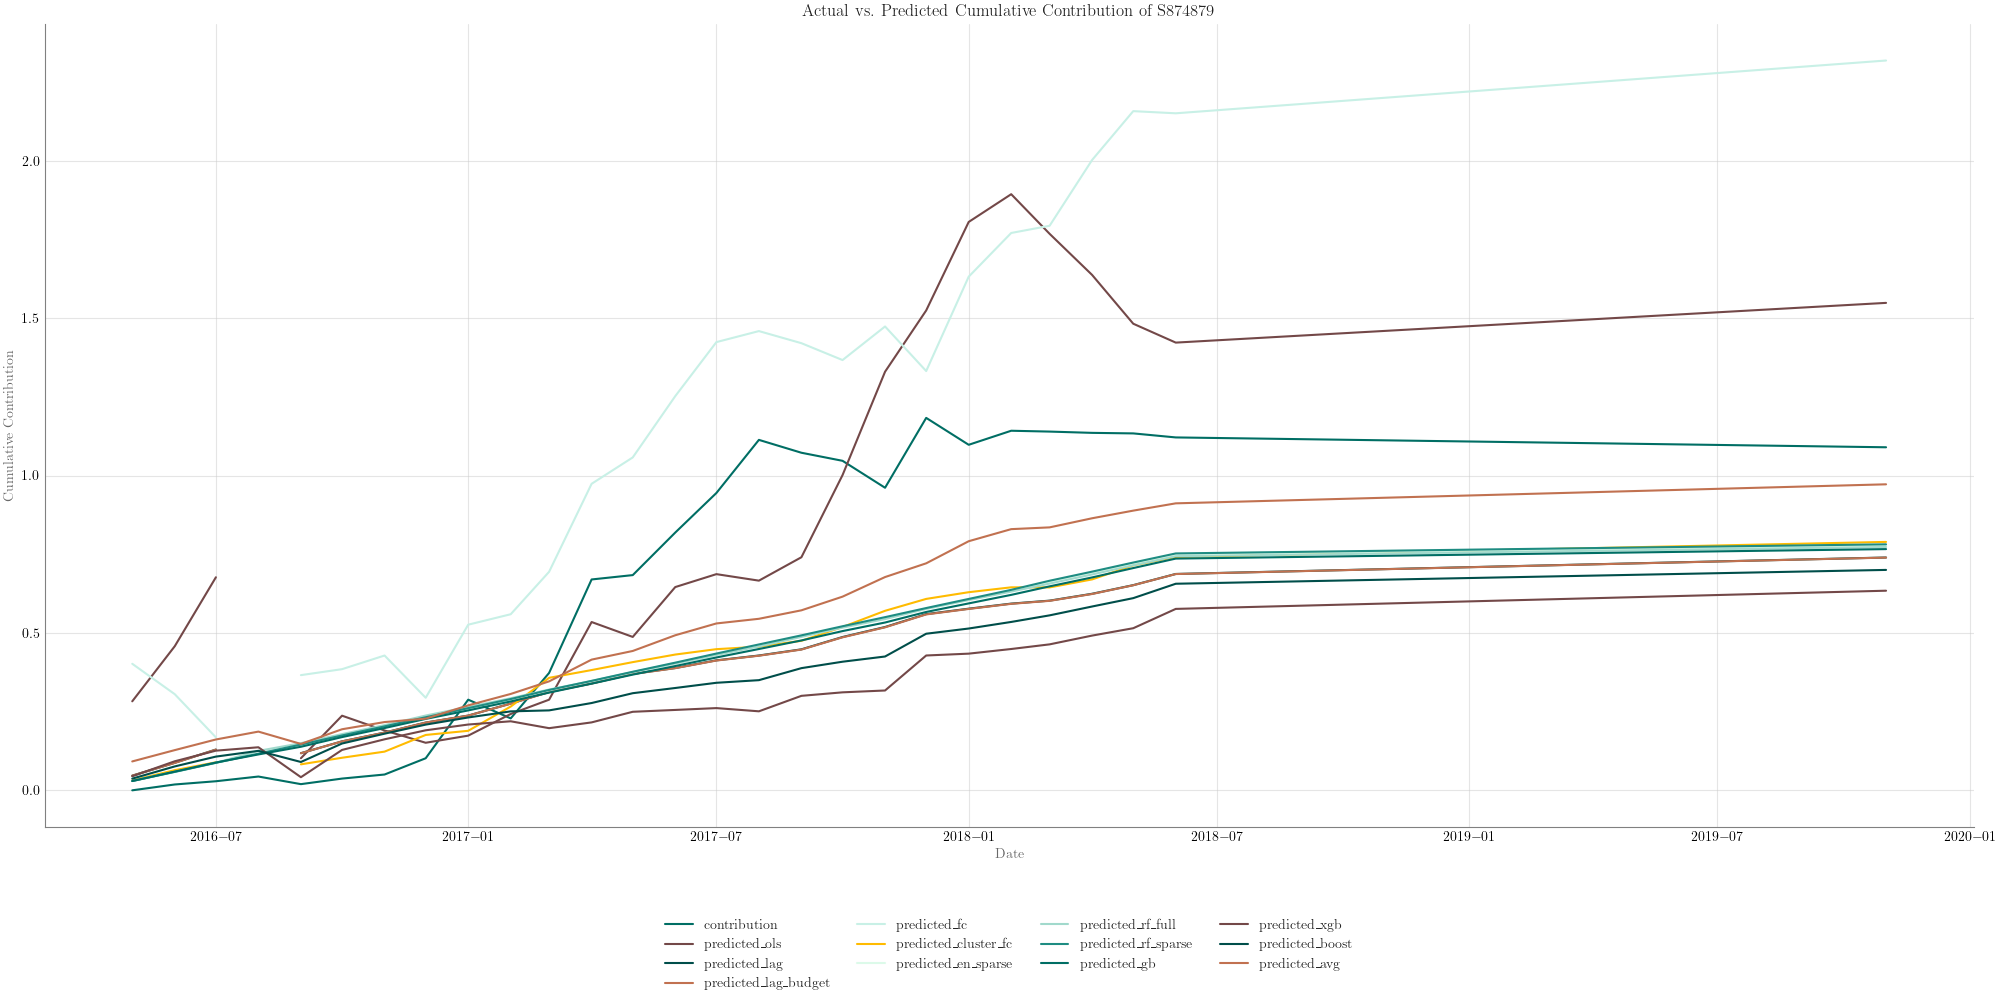 Actual vs. Predicted Cumulative Contribution of S874879
Cumulative Contribution
2.0
1.5
1.0
0.5
0.0
2016−07
2017−01
2017−07
2018−01
2018−07
2019−01
2019−07
2020−01
Date
contribution
predicted_ols
predicted_lag
predicted_lag_budget
predicted_fc
predicted_cluster_fc
predicted_en_sparse
predicted_rf_full
predicted_rf_sparse
predicted_gb
predicted_xgb
predicted_boost
predicted_avg